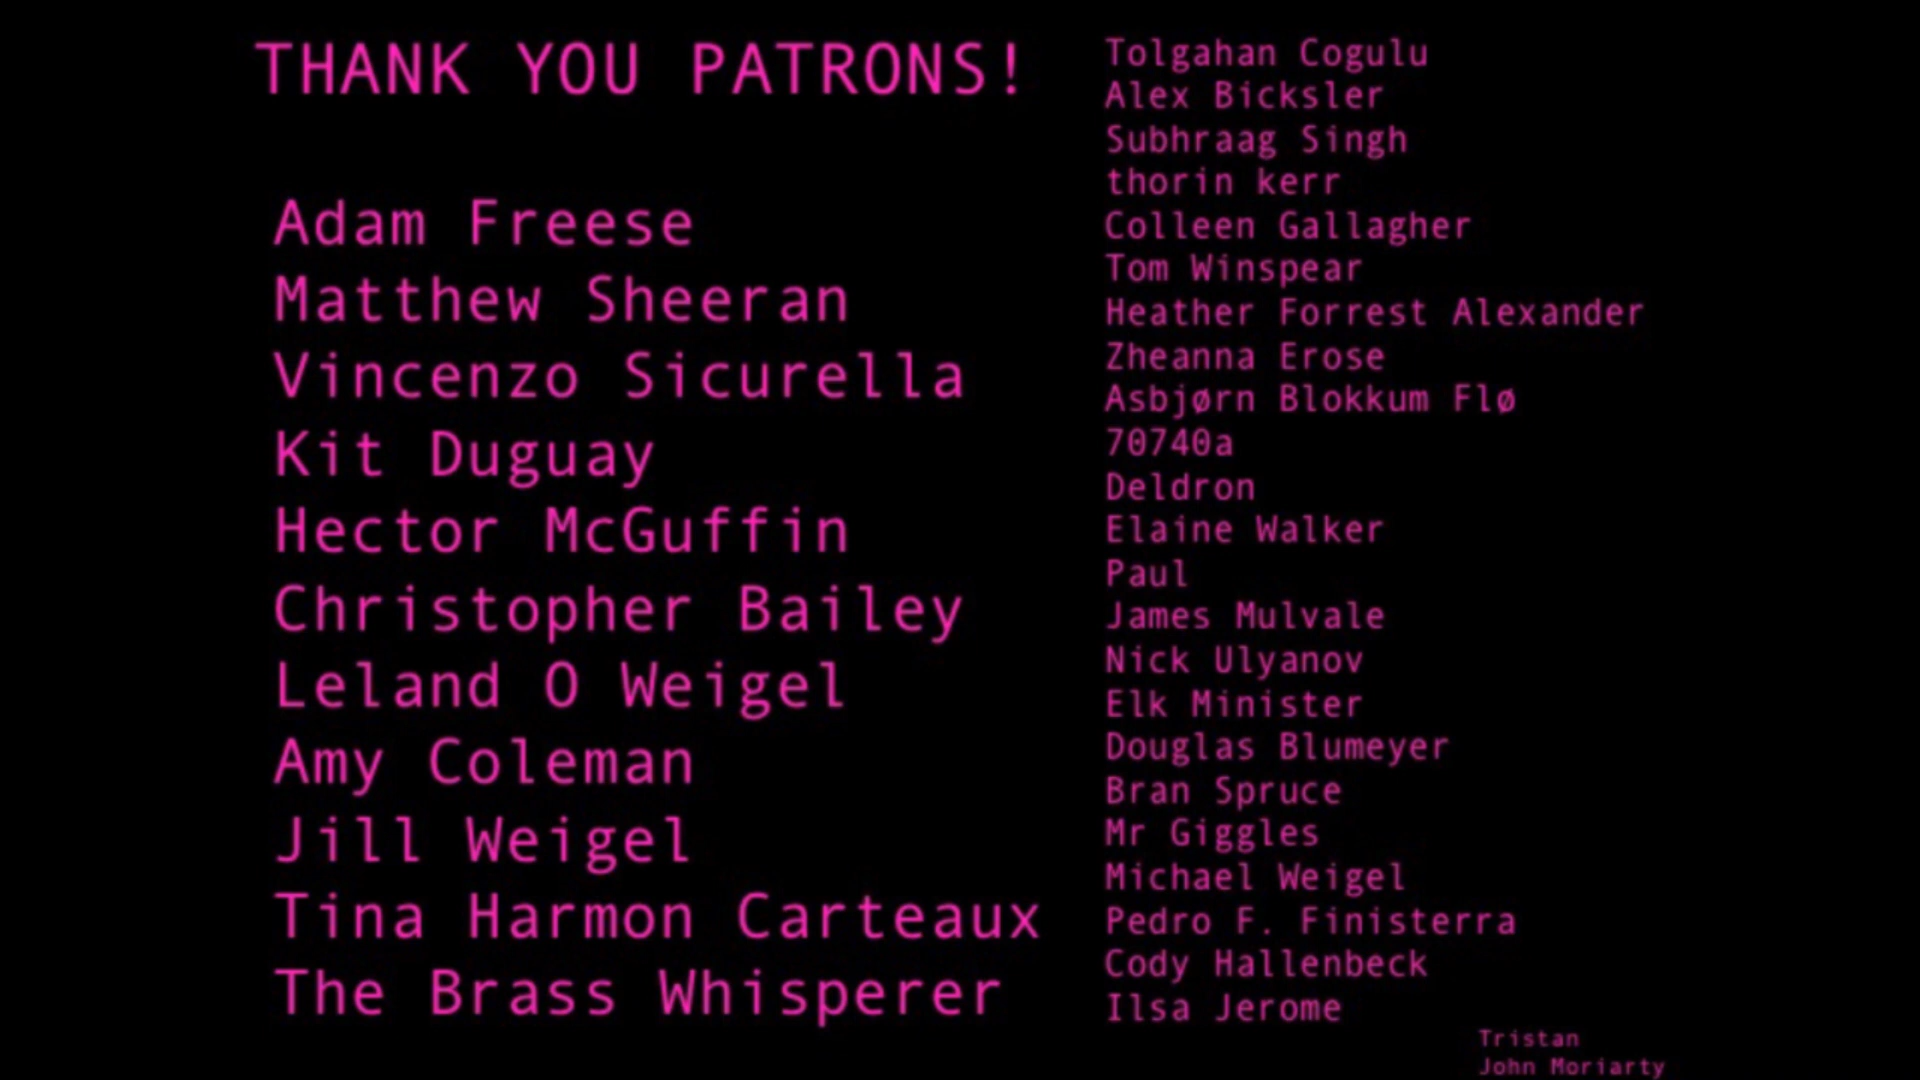 THANK YOU PATRONS!
Adam Freese
Matthew Sheeran
Vincenzo Sicurella
Kit Duguay
Hector McGuffin
Christopher Bailey
Leland O Weigel
Amy Coleman
Jill Weigel
Tina Harmon Carteaux
The Brass Whisperer
Tolgahan Cogulu
Alex Bicksler
Subhraag Singh
thorin kerr
Colleen Gallagher
Tom Winspear
Heather Forrest Alexander
Zheanna Erose
Asbjørn Blokkum Flø
70740a
Deldron
Elaine Walker
Paul
James Mulvale
Nick Ulyanov
Elk Minister
Douglas Blumeyer
Bran Spruce
Mr Giggles
Michael Weigel
Pedro F. Finisterra
Cody Hallenbeck
Ilsa Jerome
Tristan
John Moriarty